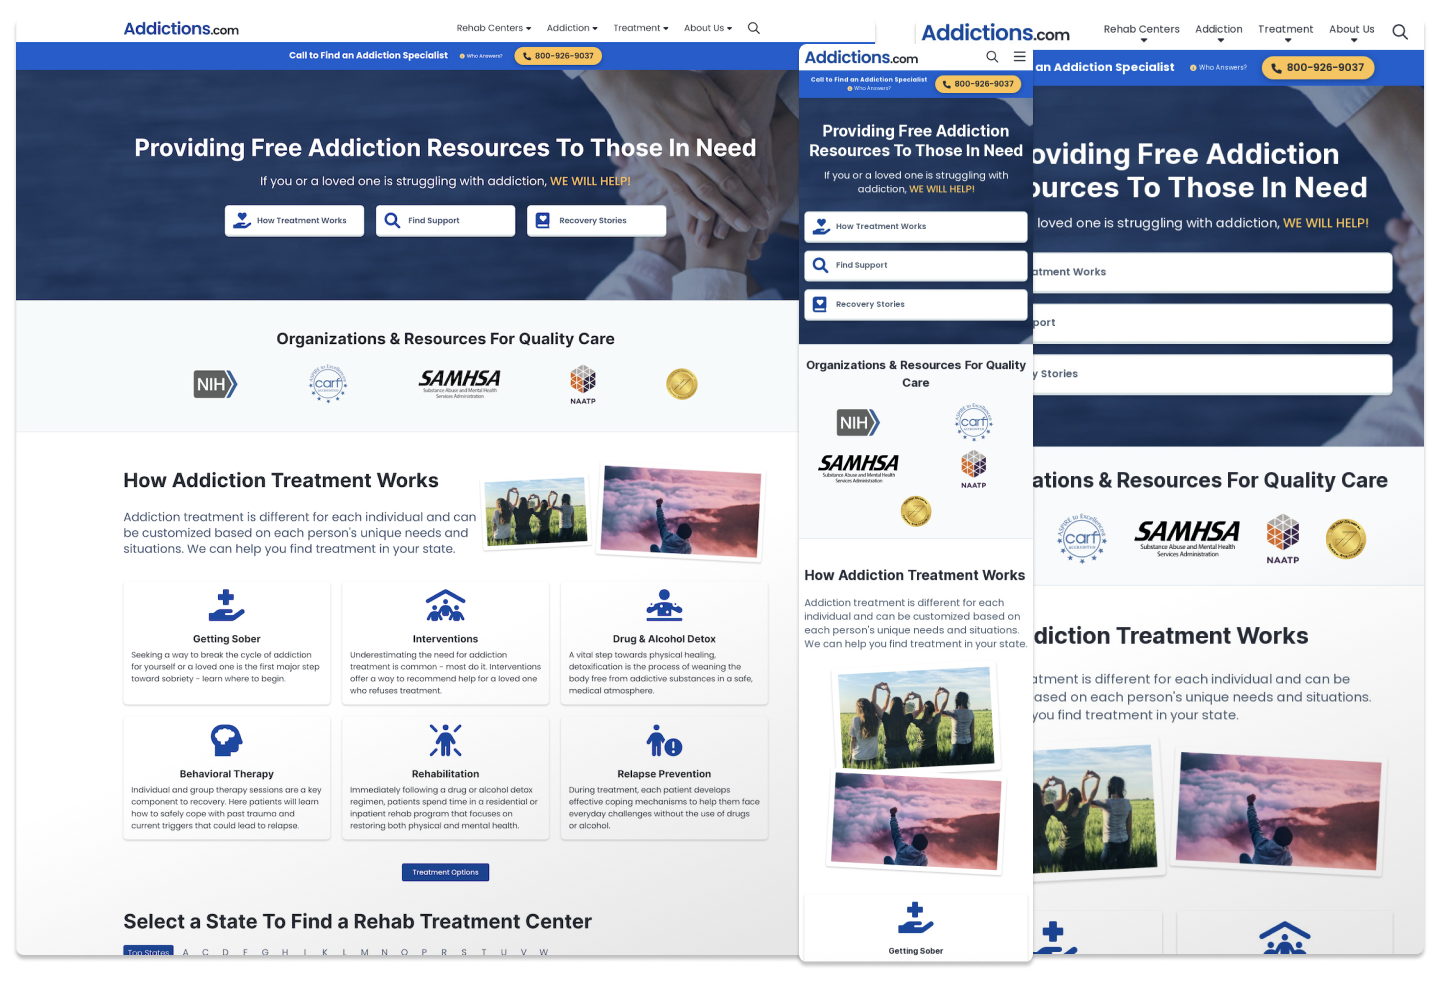 Addictions.com
Rehab Centers
Addiction
Treatment
About Us
Call to Find an Addiction Specialist
Who Answers?
800-926-9037
Providing Free Addiction Resources To Those In Need
If you or a loved one is struggling with addiction, WE WILL HELP!
How Treatment Works
Find Support
Recovery Stories
Organizations & Resources For Quality Care
NIH
ASPIRE to Excellence
carf
ACCREDITED
SAMHSA
Substance Abuse and Mental Health
Services Administration
NAATP
How Addiction Treatment Works
Addiction treatment is different for each individual and can
be customized based on each person's unique needs and
situations. We can help you find treatment in your state.
Getting Sober
Seeking a way to break the cycle of addiction
for yourself or a loved one is the first major step
toward sobriety - learn where to begin.
Interventions
Underestimating the need for addiction
treatment is common - most do it. Interventions
offer a way to recommend help for a loved one
who refuses treatment.
Drug & Alcohol Detox
A vital step towards physical healing,
detoxification is the process of weaning the
body free from addictive substances in a safe,
medical atmosphere.
Behavioral Therapy
Individual and group therapy sessions are a key
component to recovery. Here patients will learn
how to safely cope with past trauma and
current triggers that could lead to relapse.
Rehabilitation
Immediately following a drug or alcohol detox
regimen, patients spend time in a residential or
inpatient rehab program that focuses on
restoring both physical and mental health.
Relapse Prevention
During treatment, each patient develops
effective coping mechanisms to help them face
everyday challenges without the use of drugs
or alcohol.
Treatment Options
Select a State To Find a Rehab Treatment Center
Top States A C D F G H I K L M N O P R S T U V W
Addictions.com
Call to Find an Addiction Specialist
Who Answers?
800-926-9037
Providing Free Addiction
Resources To Those In Need
If you or a loved one is struggling with
addiction, WE WILL HELP!
How Treatment Works
Find Support
Recovery Stories
Organizations & Resources For Quality
Care
NIH
ASPIRE to Excellence
carf
ACCREDITED
SAMHSA
Substance Abuse and Mental Health
Services Administration
NAATP
How Addiction Treatment Works
Addiction treatment is different for each
individual and can be customized based on
each person's unique needs and situations.
We can help you find treatment in your state.
Getting Sober
Addictions.com
Rehab Centers
Addiction
Treatment
About Us
an Addiction Specialist
Who Answers?
800-926-9037
oviding Free Addiction
ources To Those In Need
loved one is struggling with addiction, WE WILL HELP!
atment Works
port
y Stories
ations & Resources For Quality Care
ASPIRE to Excellence
carf
ACCREDITED
SAMHSA
Substance Abuse and Mental Health
Services Administration
NAATP
diction Treatment Works
atment is different for each individual and can be
ased on each person's unique needs and situations.
you find treatment in your state.